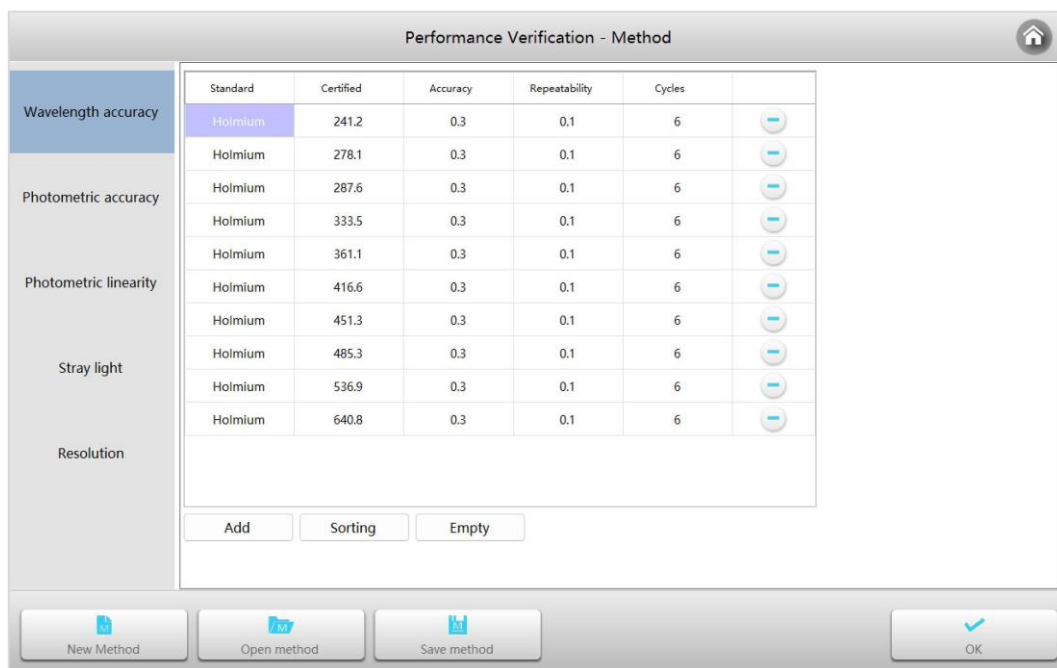 Performance Verification - Method
Wavelength accuracy
Photometric accuracy
Photometric linearity
Stray light
Resolution
Standard Certified Accuracy Repeatability Cycles
Holmium 241.2 0.3 0.1 6
Holmium 278.1 0.3 0.1 6
Holmium 287.6 0.3 0.1 6
Holmium 333.5 0.3 0.1 6
Holmium 361.1 0.3 0.1 6
Holmium 416.6 0.3 0.1 6
Holmium 451.3 0.3 0.1 6
Holmium 485.3 0.3 0.1 6
Holmium 536.9 0.3 0.1 6
Holmium 640.8 0.3 0.1 6
Add Sorting Empty
M M M
New Method Open method Save method OK